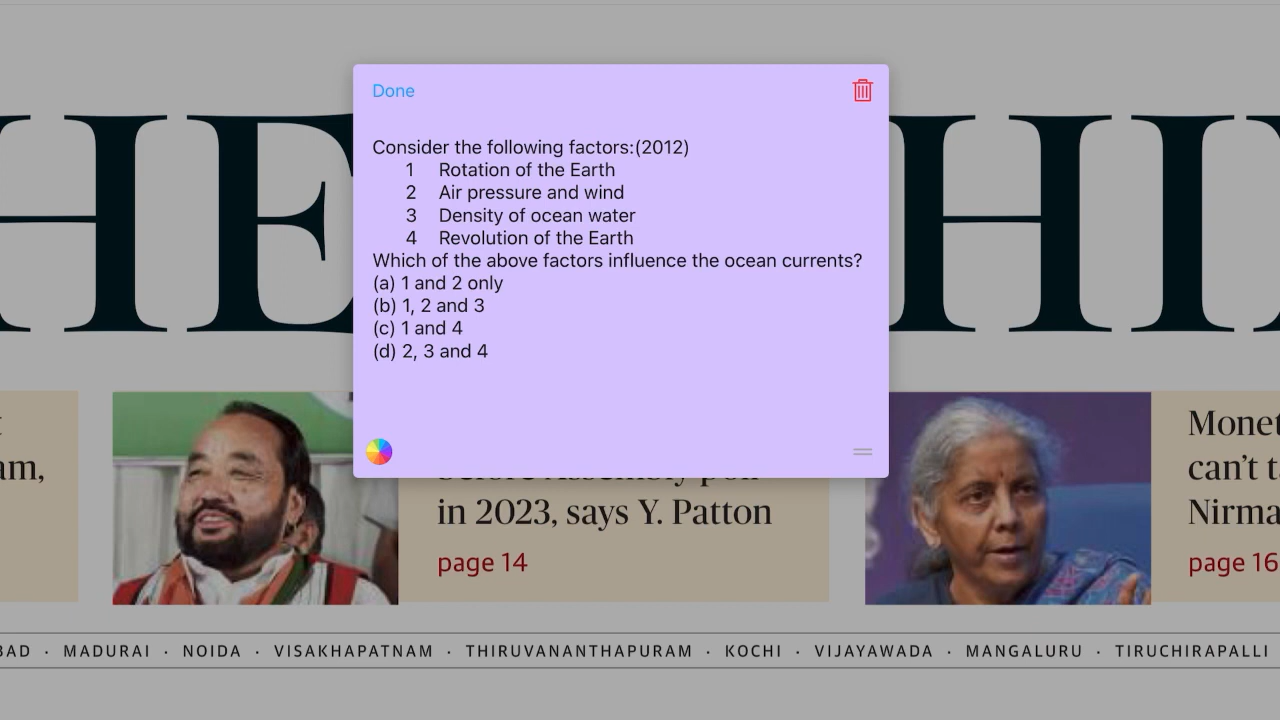 HE
HI
Done
Consider the following factors:(2012)
1 Rotation of the Earth
2 Air pressure and wind
3 Density of ocean water
4 Revolution of the Earth
Which of the above factors influence the ocean currents?
(a) 1 and 2 only
(b) 1, 2 and 3
(c) 1 and 4
(d) 2, 3 and 4
am,
in 2023, says Y. Patton
page 14
Monet
can't t
Nirma
page 16
BAD · MADURAI · NOIDA · VISAKHAPATNAM · THIRUVANANTHAPURAM · KOCHI · VIJAYAWADA · MANGALURU · TIRUCHIRAPALLI